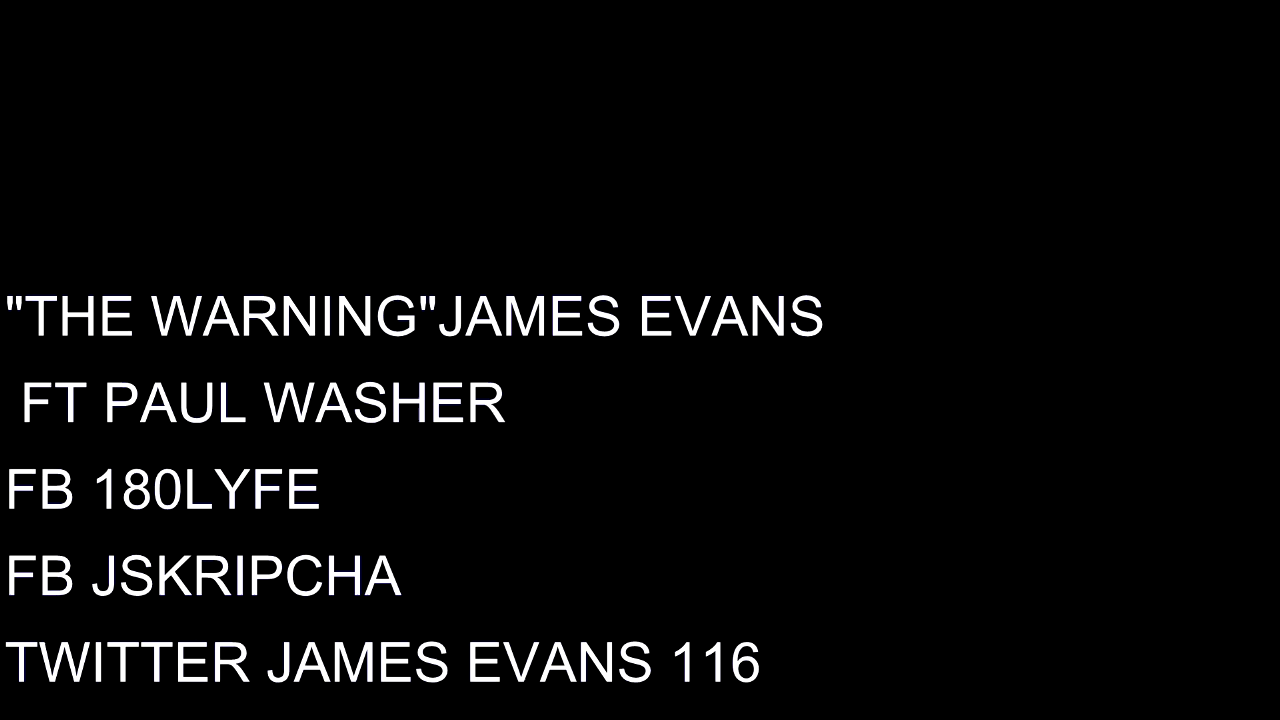 "THE WARNING"JAMES EVANS
FT PAUL WASHER
FB 180LYFE
FB JSKRIPCHA
TWITTER JAMES EVANS 116